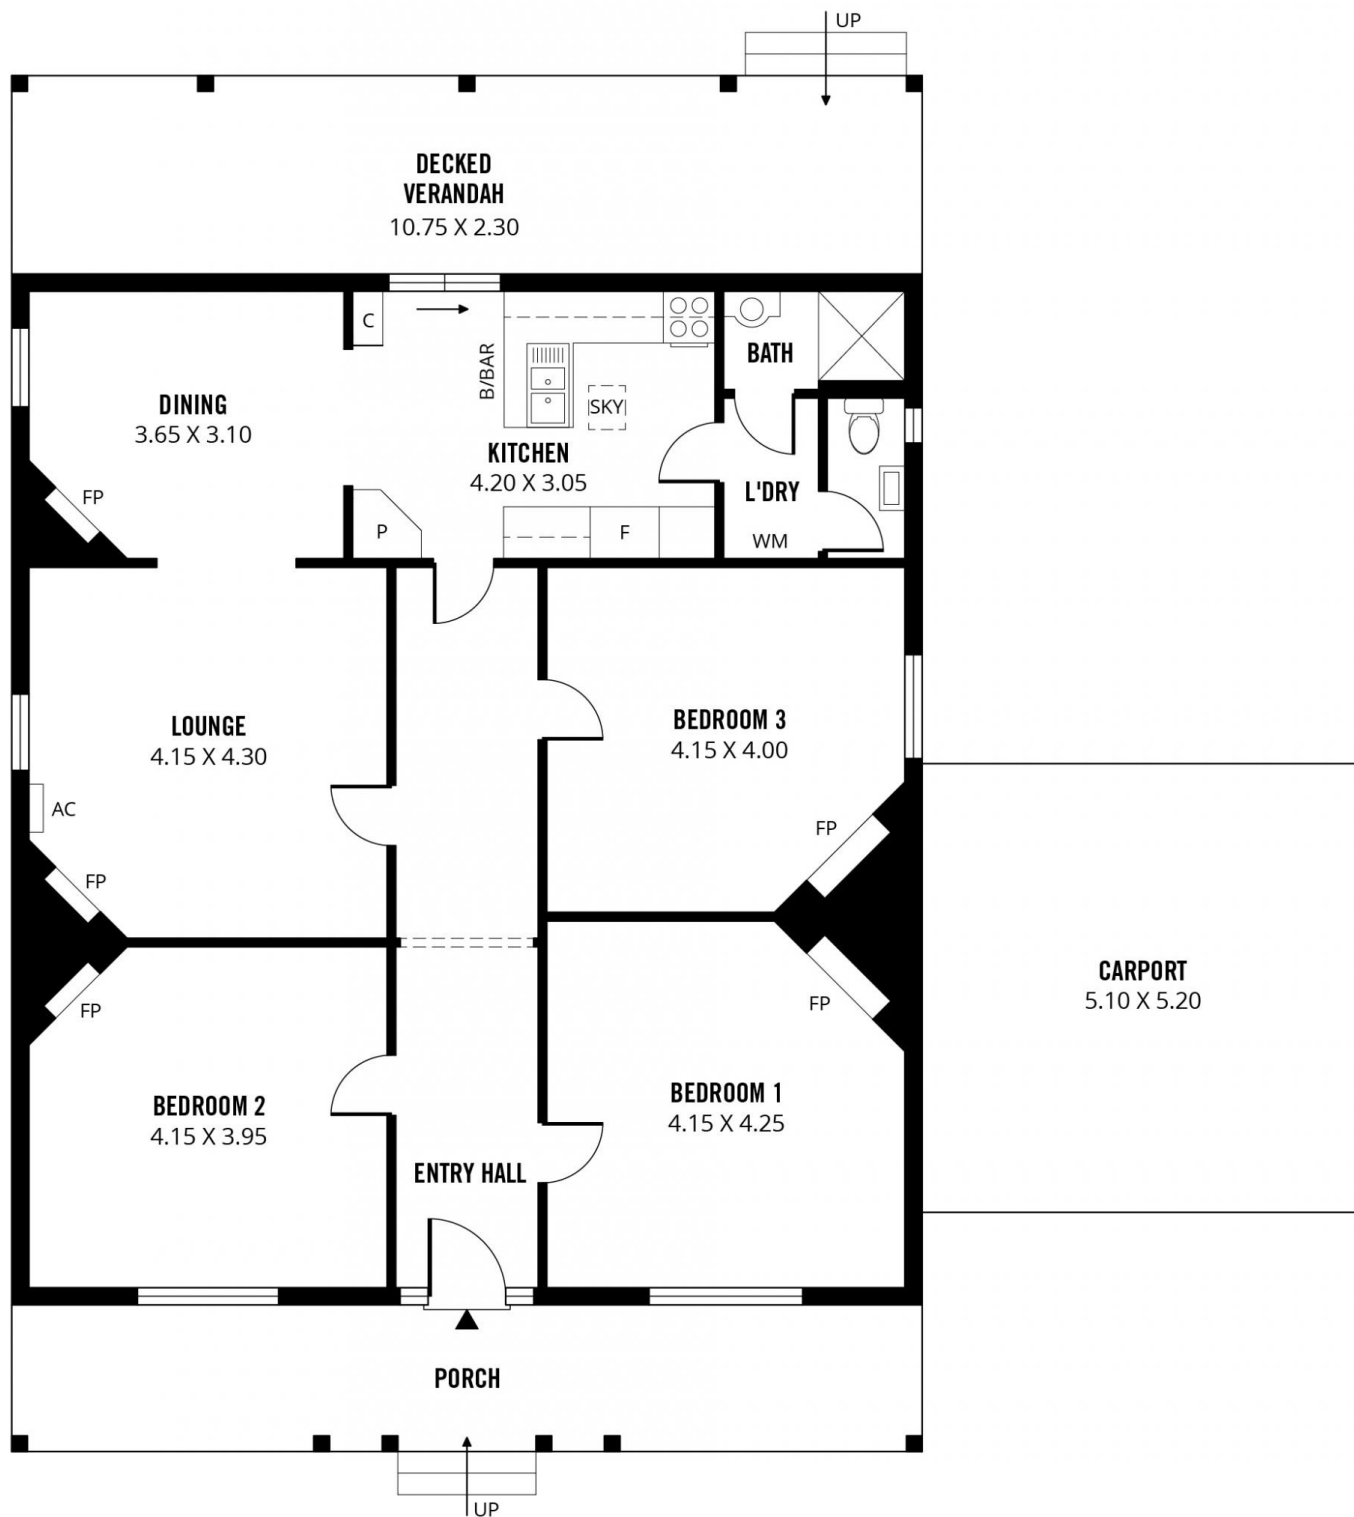 UP
DECKED
VERANDAH
10.75 X 2.30
C
B/BAR
BATH
SKY
DINING
3.65 X 3.10
KITCHEN
4.20 X 3.05
L'DRY
FP
P
F
WM
LOUNGE
4.15 X 4.30
BEDROOM 3
4.15 X 4.00
AC
FP
FP
CARPORT
5.10 X 5.20
FP
FP
BEDROOM 2
4.15 X 3.95
BEDROOM 1
4.15 X 4.25
ENTRY HALL
PORCH
UP